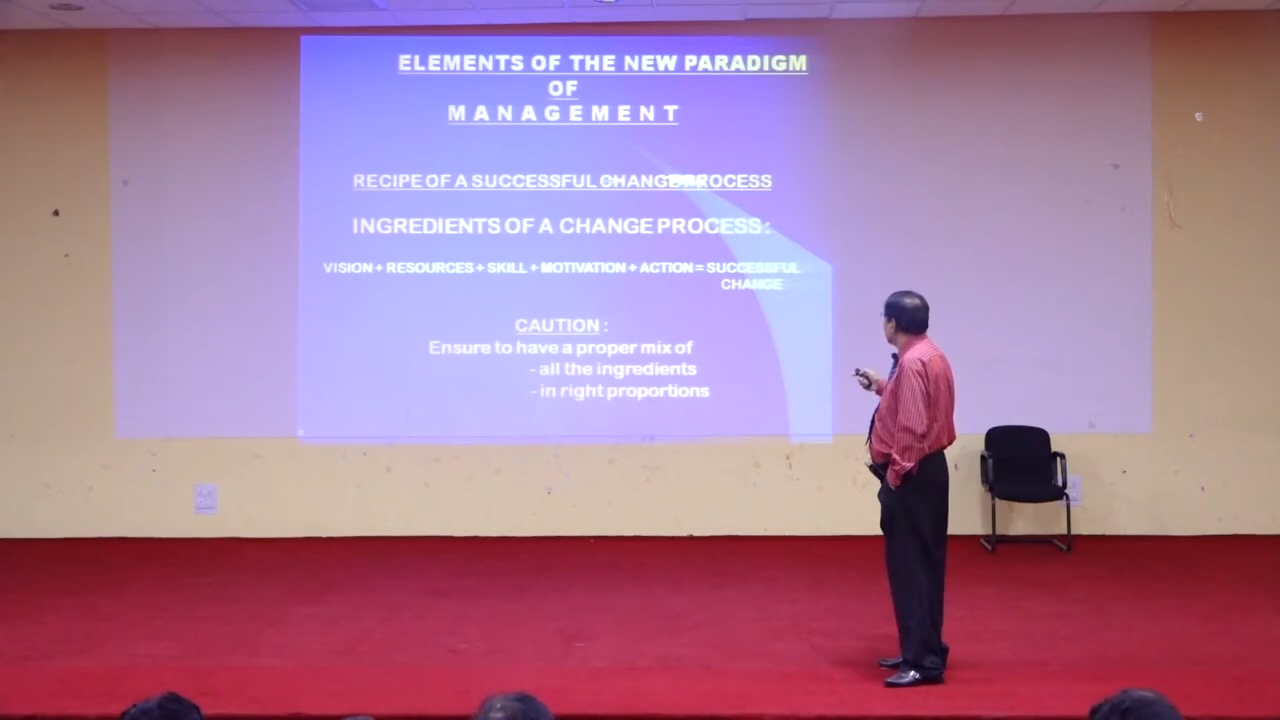 ELEMENTS OF THE NEW PARADIGM
OF
MANAGEMENT
RECIPE OF A SUCCESSFUL CHANGE PROCESS
INGREDIENTS OF A CHANGE PROCESS :
VISION + RESOURCES + SKILL + MOTIVATION + ACTION = SUCCESSFUL
CHANGE
CAUTION :
Ensure to have a proper mix of
- all the ingredients
- in right proportions